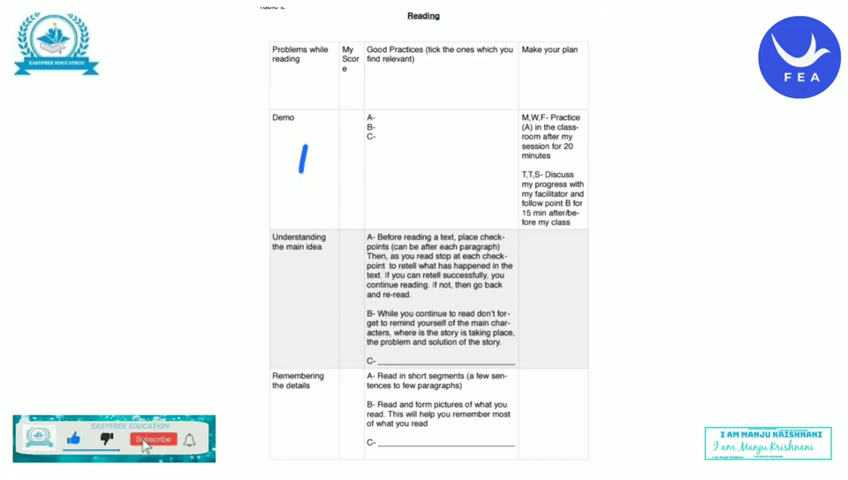 Table 2
Reading
EASYFREE EDUCATION
FEA
Problems while
reading
My
Scor
e
Good Practices (tick the ones which you
find relevant)
Make your plan
Demo
A-
B-
C-
M,W,F- Practice
(A) in the class-
room after my
session for 20
minutes
T,T,S- Discuss
my progress with
my facilitator and
follow point B for
15 min after/be-
fore my class
Understanding
the main idea
A- Before reading a text, place check-
points (can be after each paragraph)
Then, as you read stop at each check-
point to retell what has happened in the
text. If you can retell successfully, you
continue reading. If not, then go back
and re-read.
B- While you continue to read don't for-
get to remind yourself of the main char-
acters, where is the story is taking place,
the problem and solution of the story.
C-
Remembering
the details
A- Read in short segments (a few sen-
tences to few paragraphs)
B- Read and form pictures of what you
read. This will help you remember most
of what you read
C-
EASYFREE EDUCATION
Subscribe
I AM MANJU KRISHNANI
I am Manju Krishnani
I AM MANJU KRISHNANI